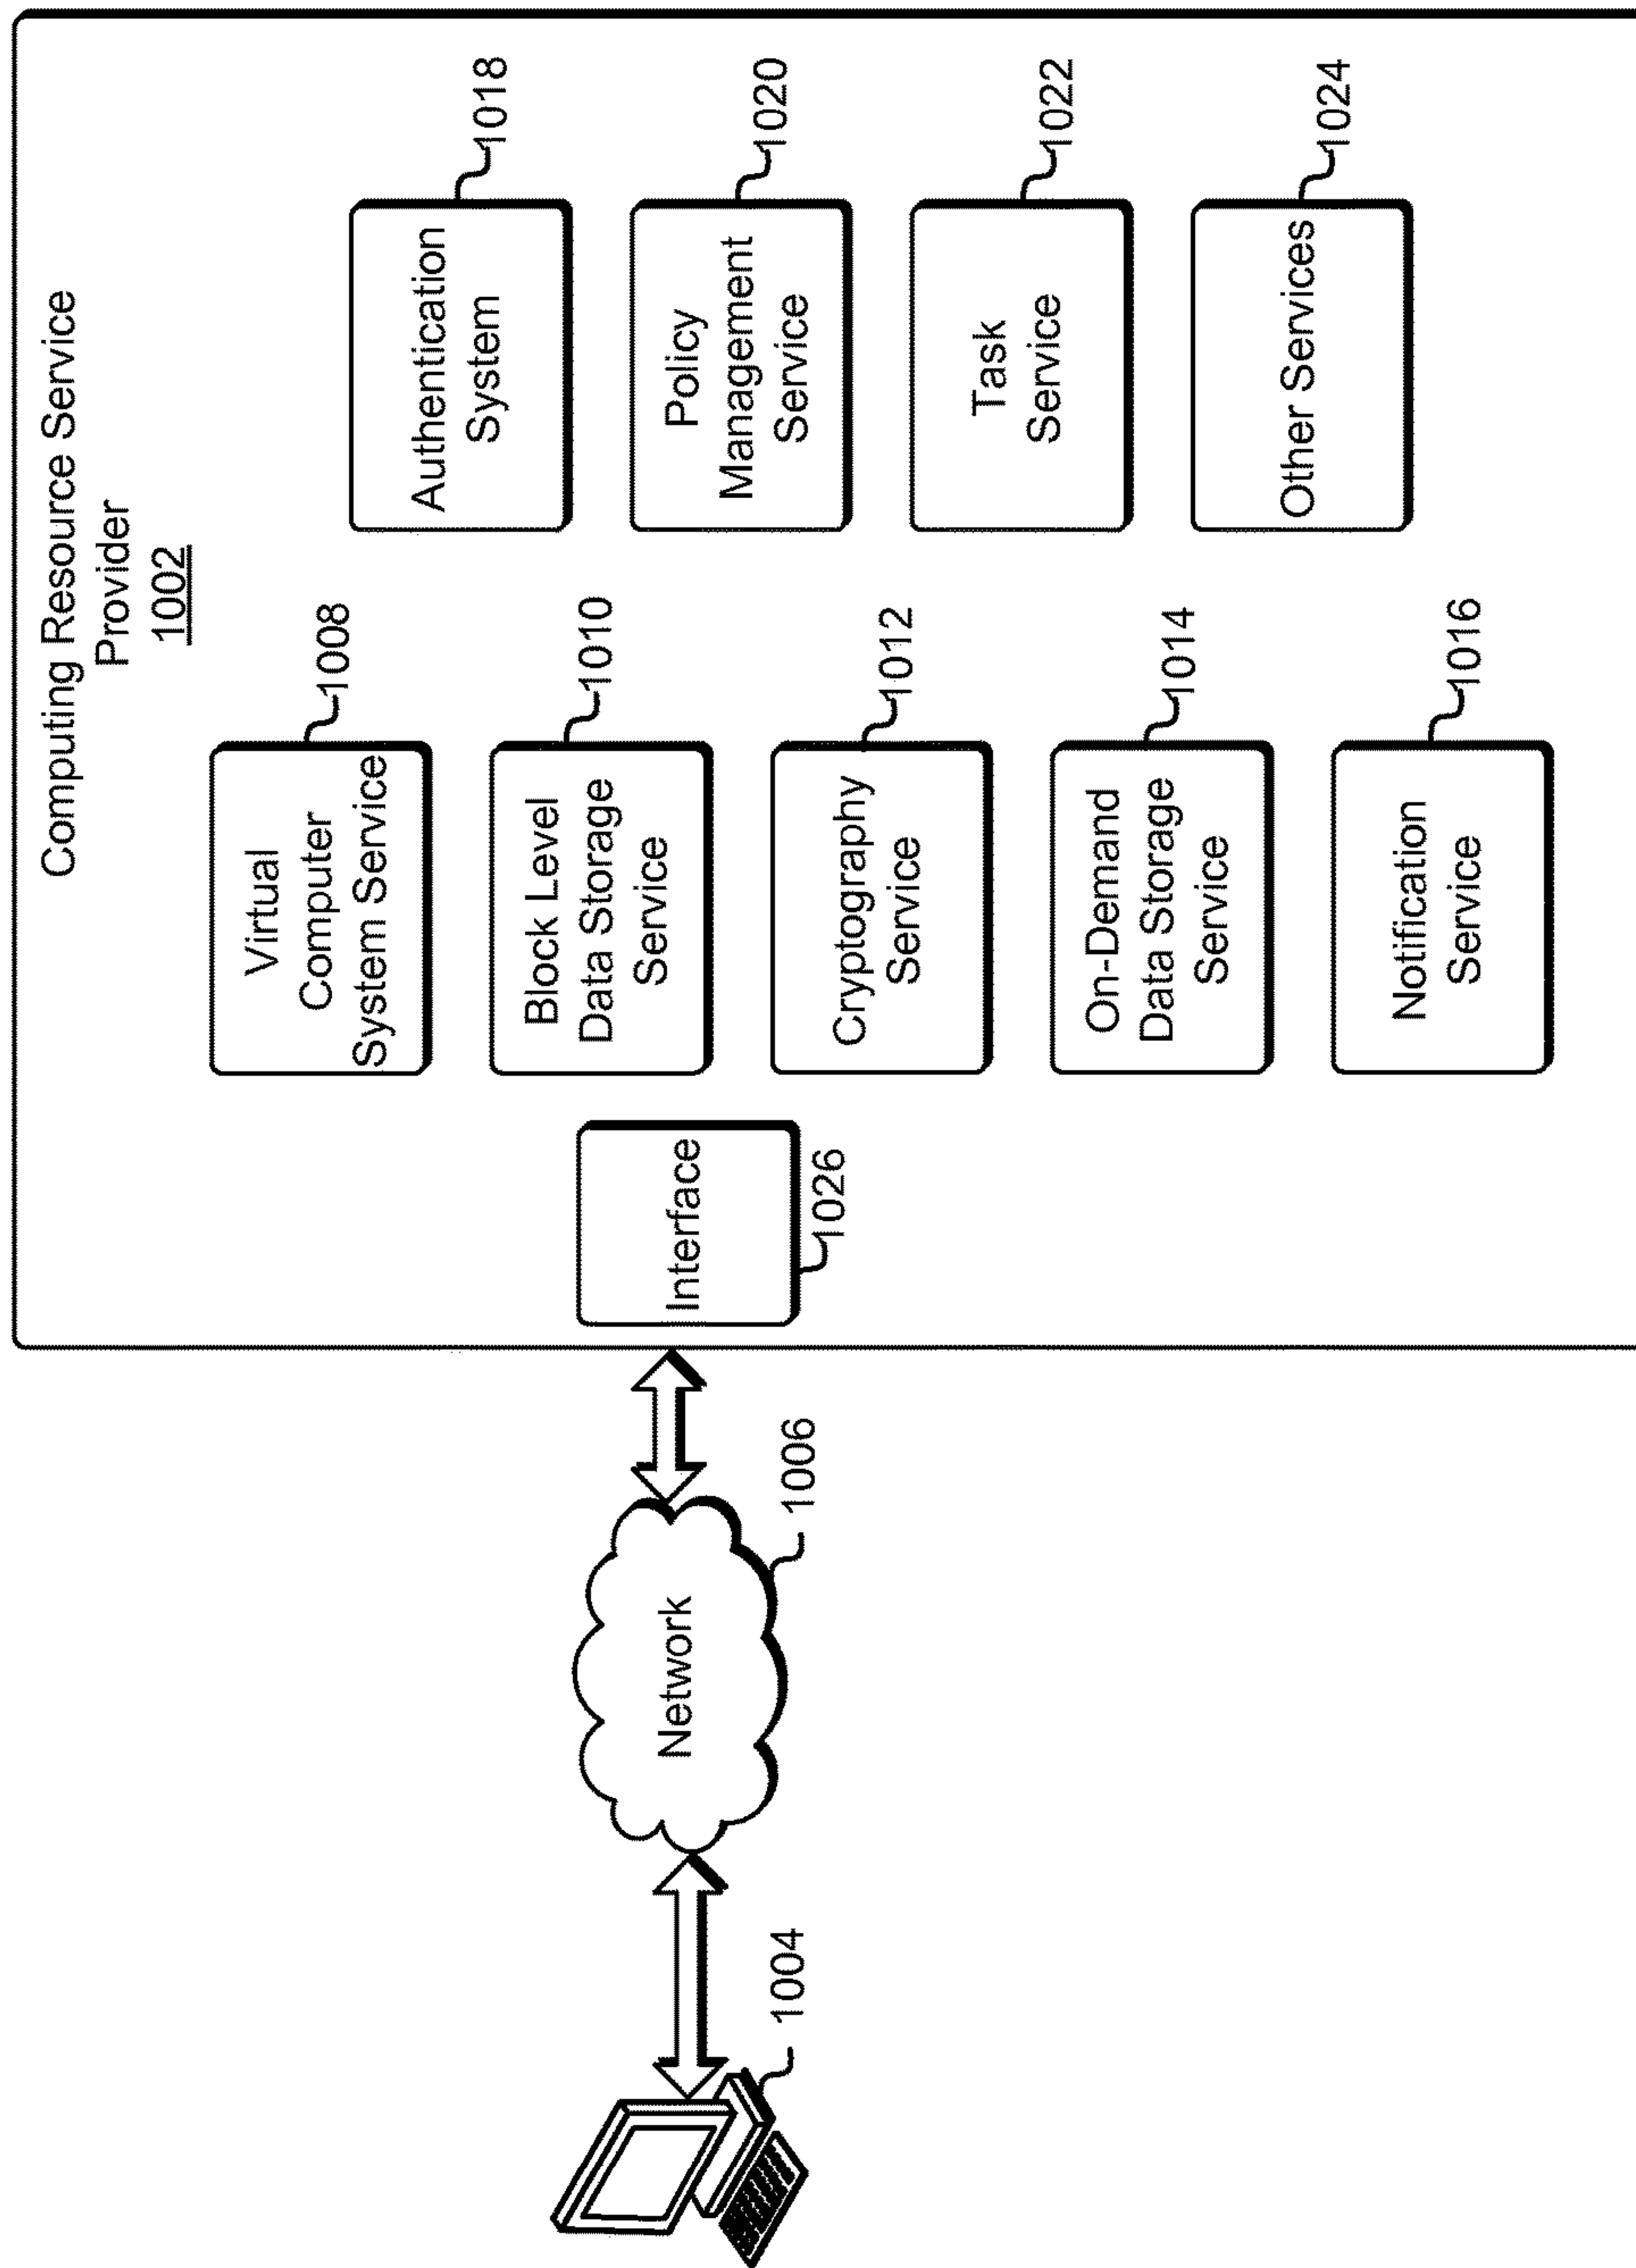 Computing Resource Service
Provider
1002
Virtual
Computer
System Service
1008
Block Level
Data Storage
Service
1010
Cryptography
Service
1012
On-Demand
Data Storage
Service
1014
Notification
Service
1016
Authentication
System
1018
Policy
Management
Service
1020
Task
Service
1022
Other Services
1024
Interface
1026
Network
1006
1004